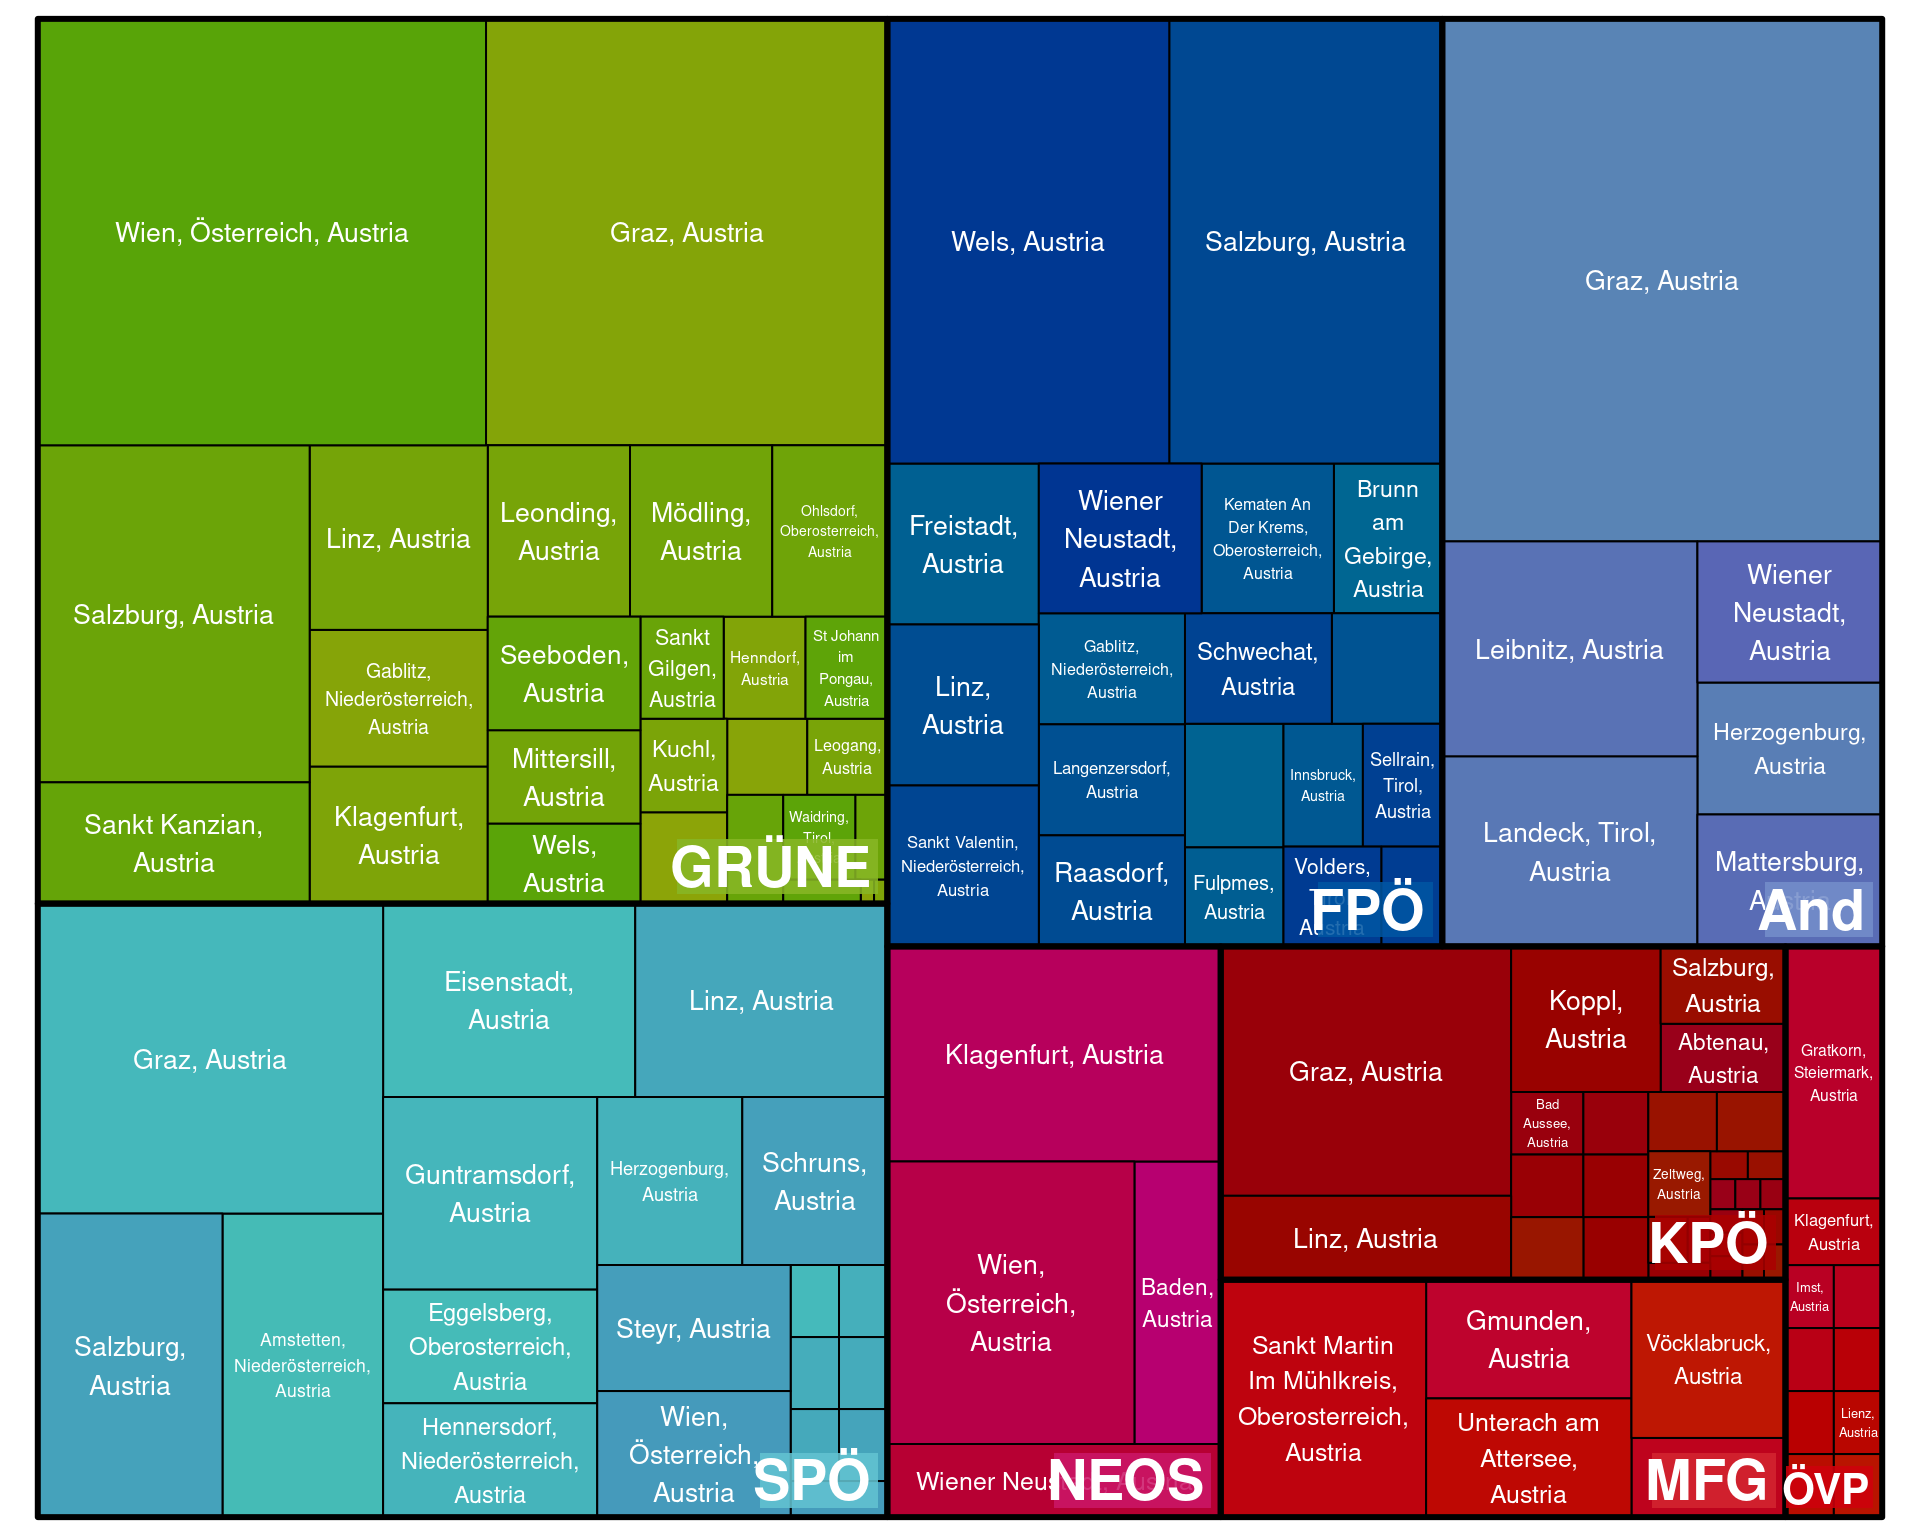 Wien, Österreich, Austria
Graz, Austria
Salzburg, Austria
Linz, Austria
Leonding,
Austria
Mödling,
Austria
Ohlsdorf,
Oberosterreich,
Austria
Gablitz,
Niederösterreich,
Austria
Seeboden,
Austria
Sankt
Gilgen,
Austria
Henndorf,
Austria
St Johann
im
Pongau,
Austria
Mittersill,
Austria
Kuchl,
Austria
Leogang,
Austria
Sankt Kanzian,
Austria
Klagenfurt,
Austria
Wels,
Austria
Waidring,
Tirol,
GRÜNE
Wels, Austria
Salzburg, Austria
Freistadt,
Austria
Wiener
Neustadt,
Austria
Kematen An
Der Krems,
Oberosterreich,
Austria
Brunn
am
Gebirge,
Austria
Linz,
Austria
Gablitz,
Niederösterreich,
Austria
Schwechat,
Austria
Langenzersdorf,
Austria
Innsbruck,
Austria
Sellrain,
Tirol,
Austria
Sankt Valentin,
Niederösterreich,
Austria
Raasdorf,
Austria
Fulpmes,
Austria
Volders,
Austria
FPÖ
Graz, Austria
Leibnitz, Austria
Wiener
Neustadt,
Austria
Herzogenburg,
Austria
Landeck, Tirol,
Austria
Mattersburg,
And
Graz, Austria
Eisenstadt,
Austria
Linz, Austria
Guntramsdorf,
Austria
Herzogenburg,
Austria
Schruns,
Austria
Salzburg,
Austria
Amstetten,
Niederösterreich,
Austria
Eggelsberg,
Oberosterreich,
Austria
Steyr, Austria
Hennersdorf,
Niederösterreich,
Austria
Wien,
Österreich,
Austria
SPÖ
Klagenfurt, Austria
Wien,
Österreich,
Austria
Baden,
Austria
Wiener Neustadt, Austria
NEOS
Graz, Austria
Koppl,
Austria
Salzburg,
Austria
Abtenau,
Austria
Bad
Aussee,
Austria
Zeltweg,
Austria
Linz, Austria
KPÖ
Sankt Martin
Im Mühlkreis,
Oberosterreich,
Austria
Gmunden,
Austria
Vöcklabruck,
Austria
Unterach am
Attersee,
Austria
MFG
Gratkorn,
Steiermark,
Austria
Klagenfurt,
Austria
Imst,
Austria
Lienz,
Austria
ÖVP